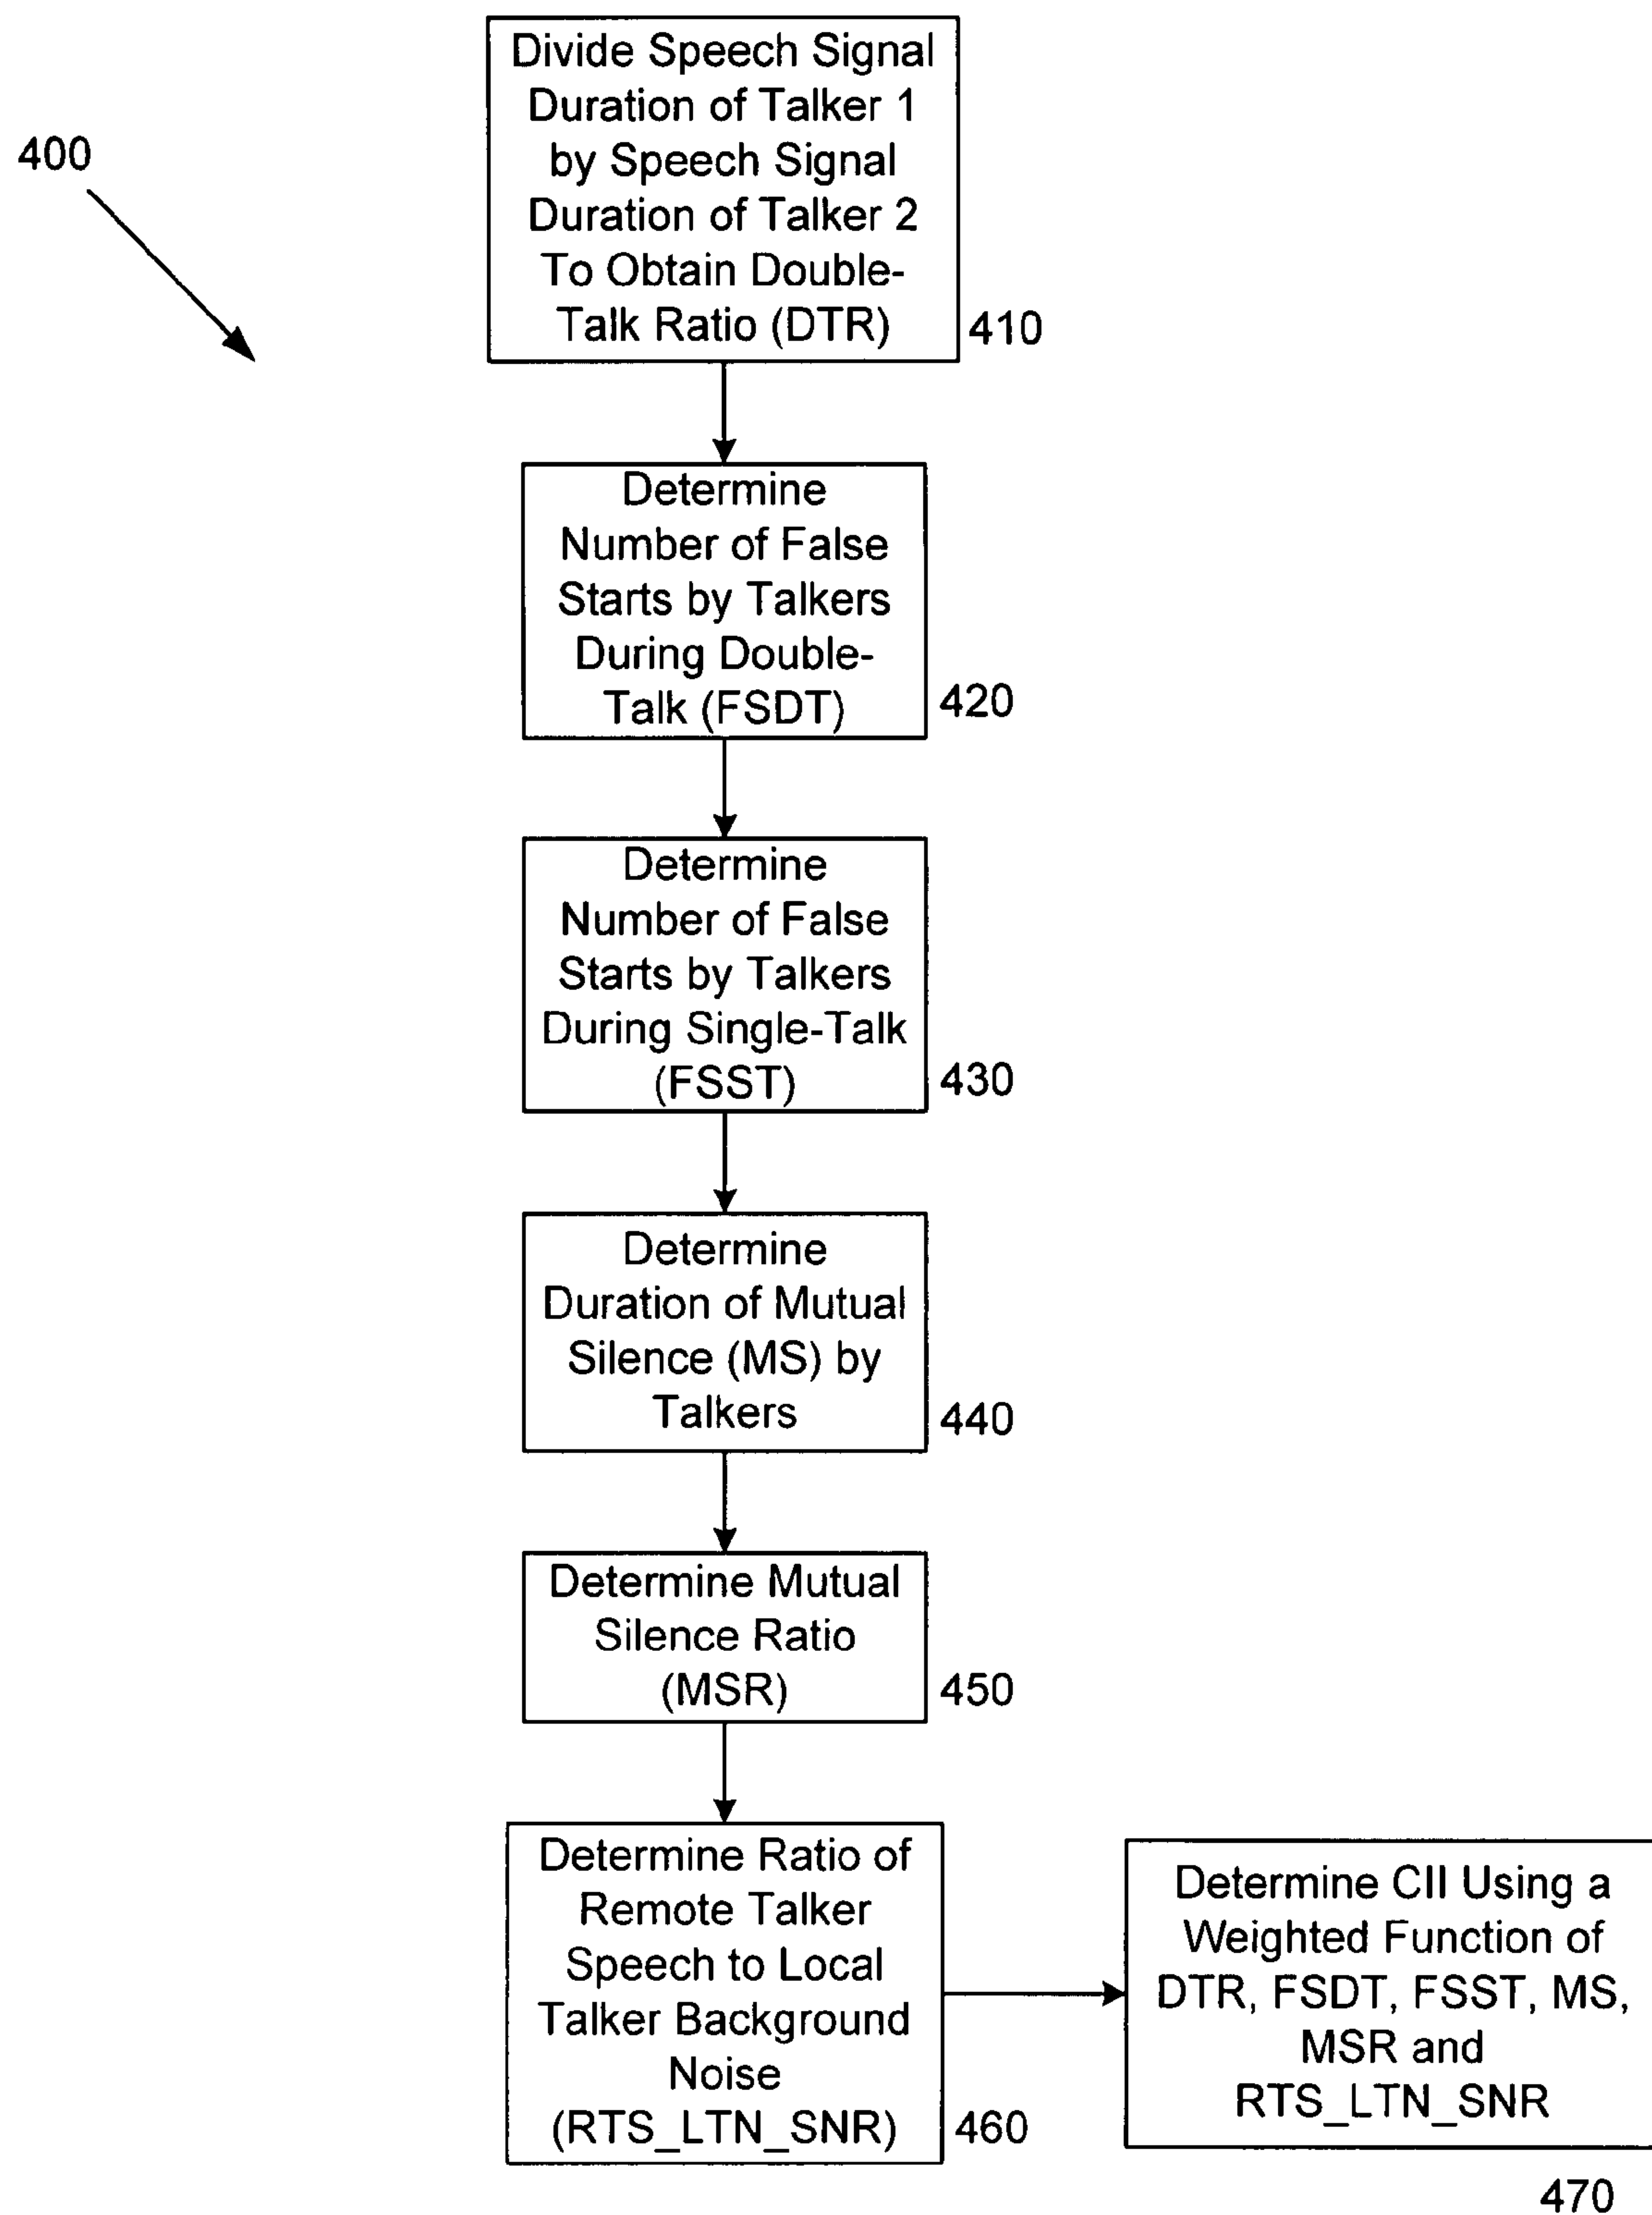 400
Divide Speech Signal
Duration of Talker 1
by Speech Signal
Duration of Talker 2
To Obtain Double-
Talk Ratio (DTR)
410
Determine
Number of False
Starts by Talkers
During Double-
Talk (FSDT)
420
Determine
Number of False
Starts by Talkers
During Single-Talk
(FSST)
430
Determine
Duration of Mutual
Silence (MS) by
Talkers
440
Determine Mutual
Silence Ratio
(MSR)
450
Determine Ratio of
Remote Talker
Speech to Local
Talker Background
Noise
(RTS_LTN_SNR)
460
Determine CII Using a
Weighted Function of
DTR, FSDT, FSST, MS,
MSR and
RTS_LTN_SNR
470